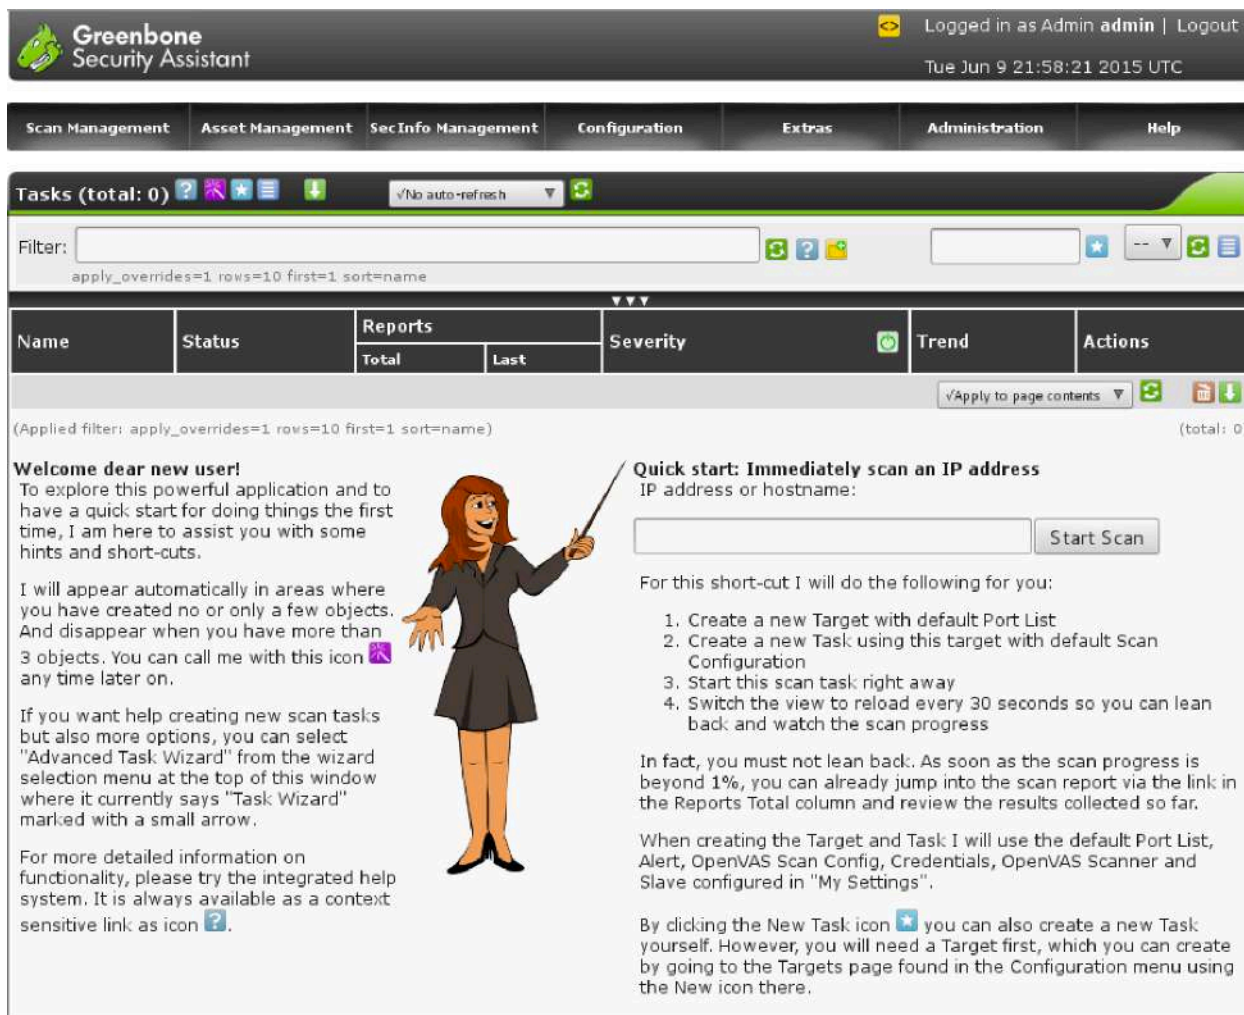 Greenbone
Security Assistant
Logged in as Admin admin | Logout
Tue Jun 9 21:58:21 2015 UTC
Scan Management Asset Management SecInfo Management Configuration Extras Administration Help
Tasks (total: 0) √No auto-refresh
Filter: --
apply_overrides=1 rows=10 first=1 sort=name
Name Status Reports Severity Trend Actions
Total Last
√Apply to page contents
(Applied filter: apply_overrides=1 rows=10 first=1 sort=name) (total: 0
Welcome dear new user!
To explore this powerful application and to
have a quick start for doing things the first
time, I am here to assist you with some
hints and short-cuts.
I will appear automatically in areas where
you have created no or only a few objects.
And disappear when you have more than
3 objects. You can call me with this icon
any time later on.
If you want help creating new scan tasks
but also more options, you can select
"Advanced Task Wizard" from the wizard
selection menu at the top of this window
where it currently says "Task Wizard"
marked with a small arrow.
For more detailed information on
functionality, please try the integrated help
system. It is always available as a context
sensitive link as icon ?.
Quick start: Immediately scan an IP address
IP address or hostname:
Start Scan
For this short-cut I will do the following for you:
1. Create a new Target with default Port List
2. Create a new Task using this target with default Scan
Configuration
3. Start this scan task right away
4. Switch the view to reload every 30 seconds so you can lean
back and watch the scan progress
In fact, you must not lean back. As soon as the scan progress is
beyond 1%, you can already jump into the scan report via the link in
the Reports Total column and review the results collected so far.
When creating the Target and Task I will use the default Port List,
Alert, OpenVAS Scan Config, Credentials, OpenVAS Scanner and
Slave configured in "My Settings".
By clicking the New Task icon you can also create a new Task
yourself. However, you will need a Target first, which you can create
by going to the Targets page found in the Configuration menu using
the New icon there.